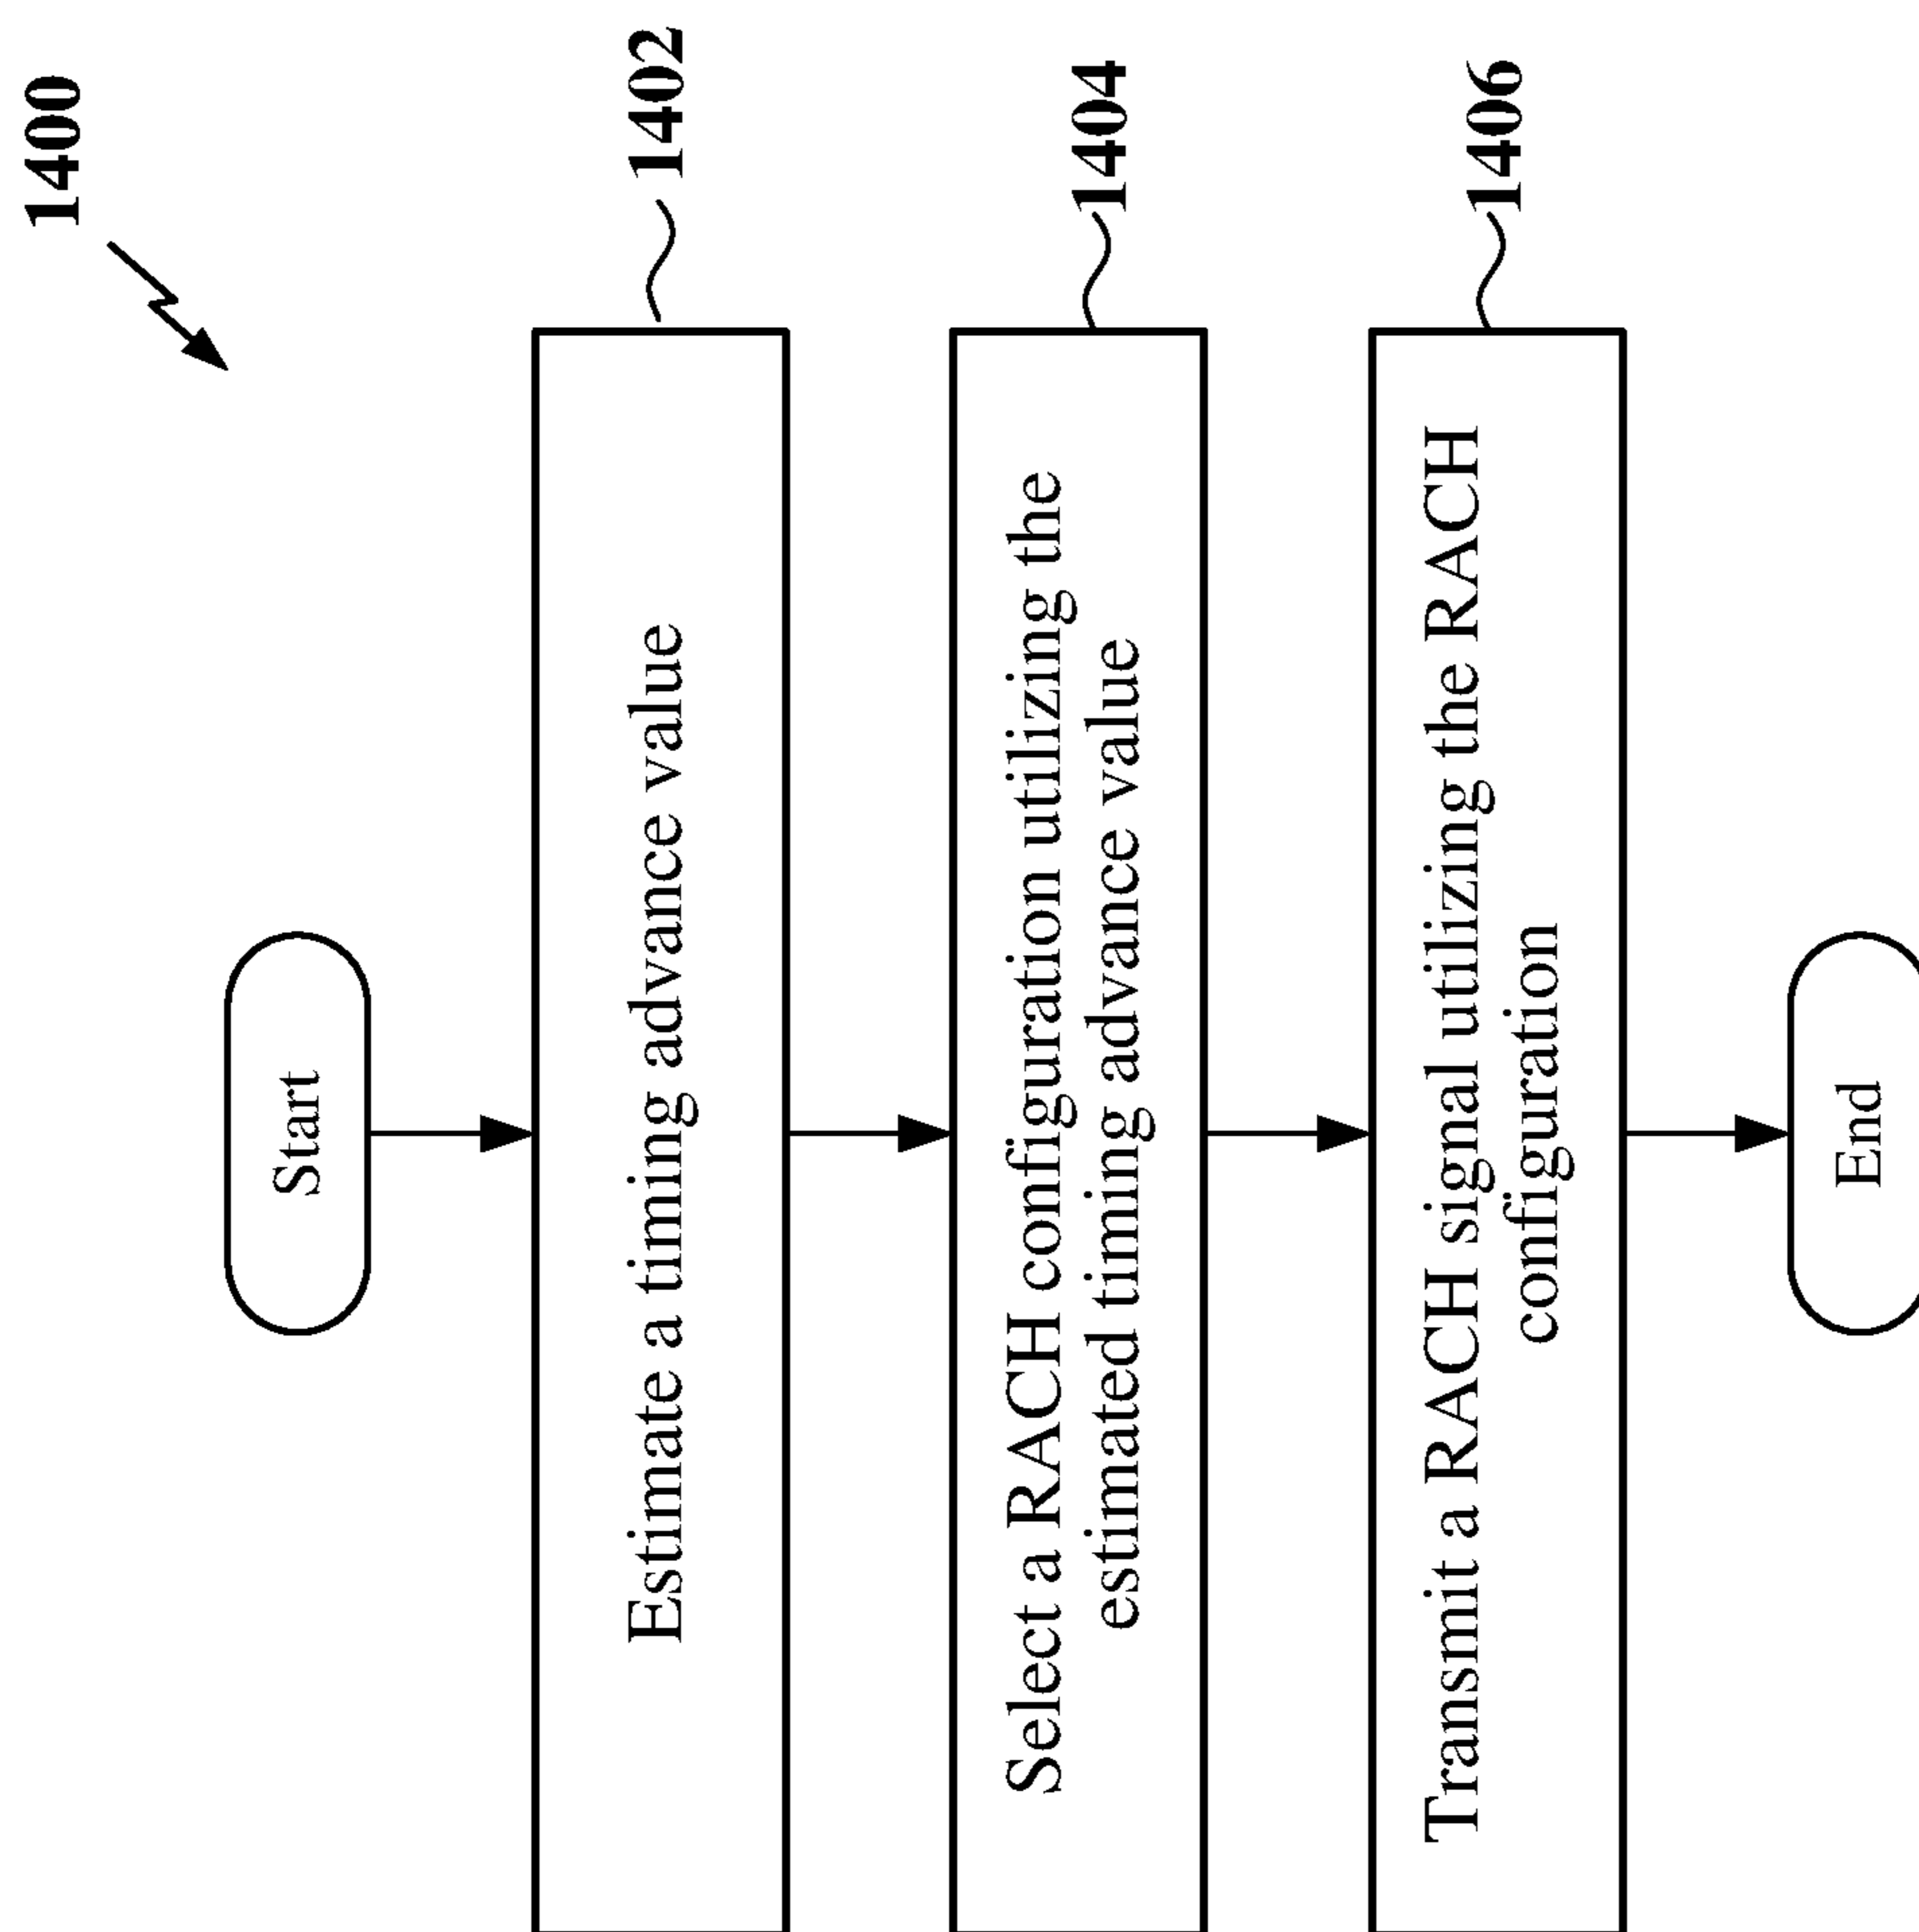 1400
Start
Estimate a timing advance value
1402
Select a RACH configuration utilizing the
estimated timing advance value
1404
Transmit a RACH signal utilizing the RACH
configuration
1406
End